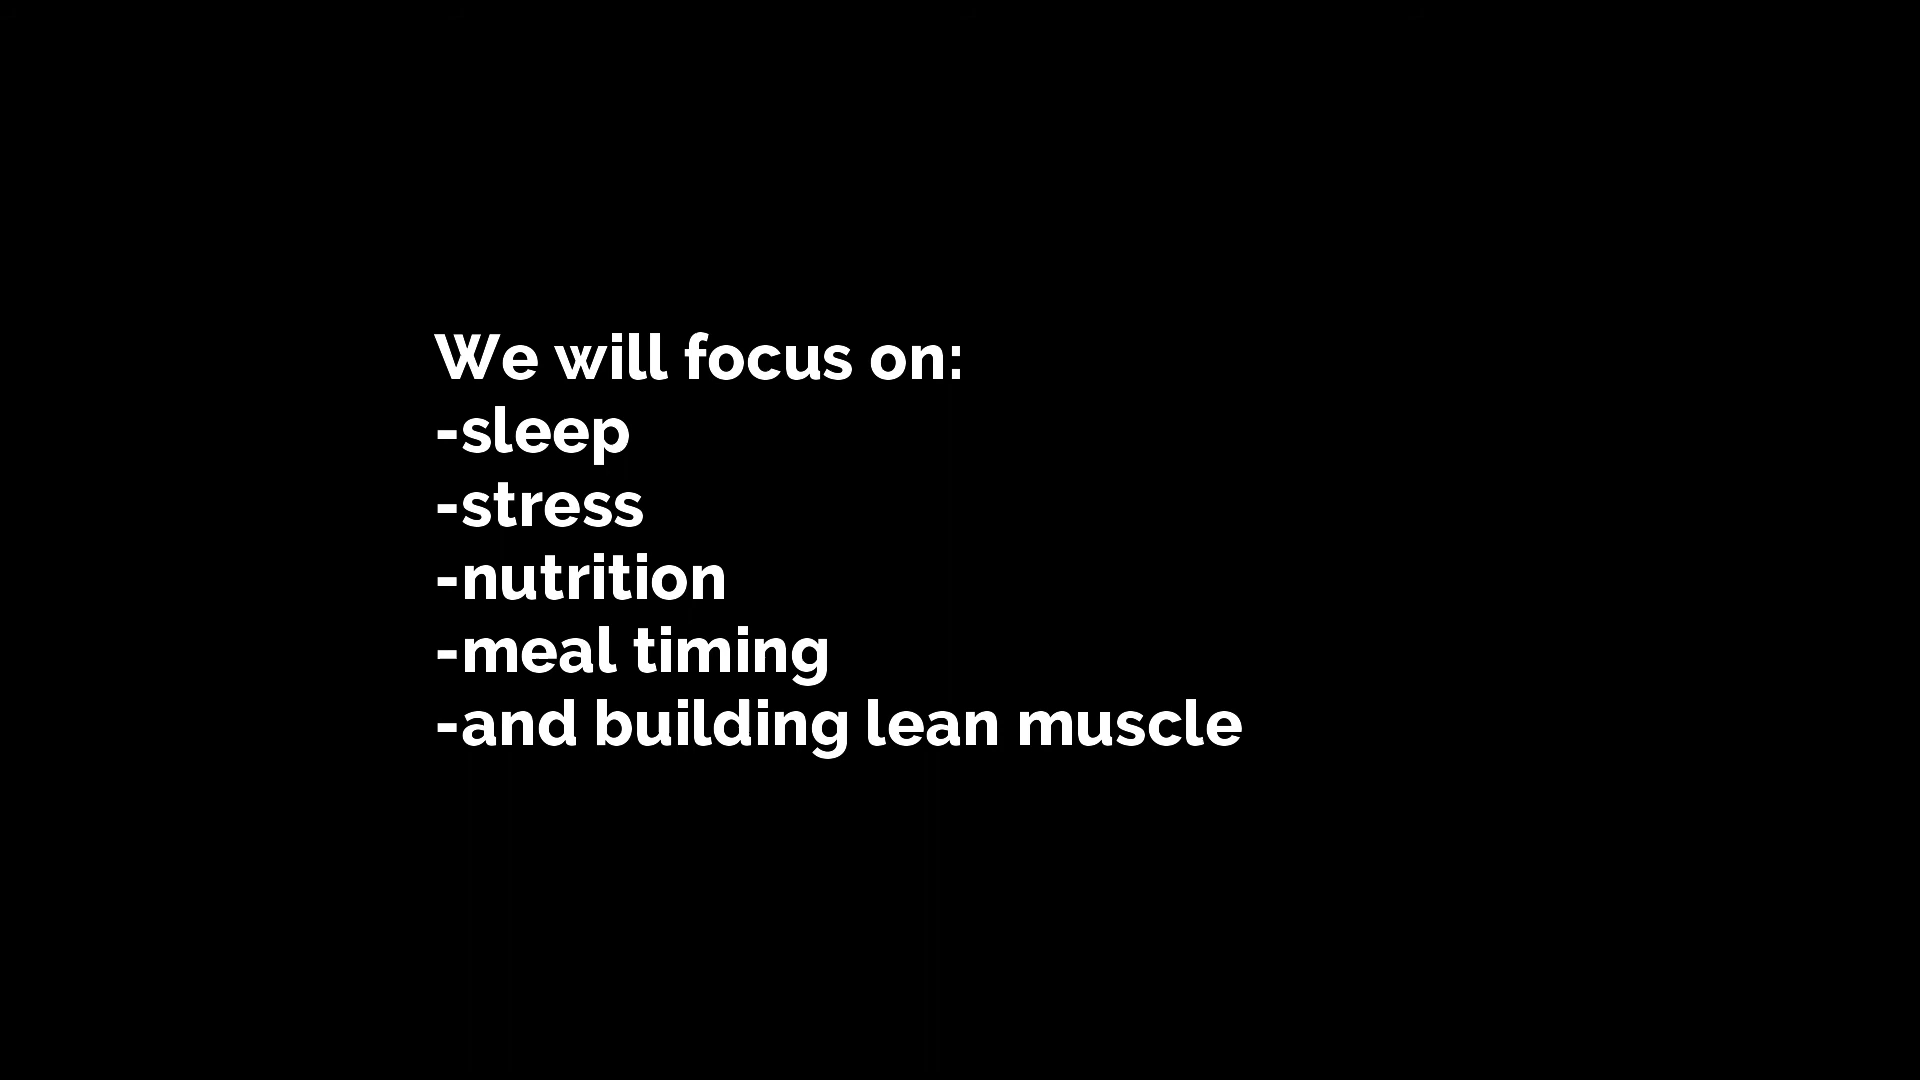 We will focus on:
-sleep
-stress
-nutrition
-meal timing
-and building lean muscle